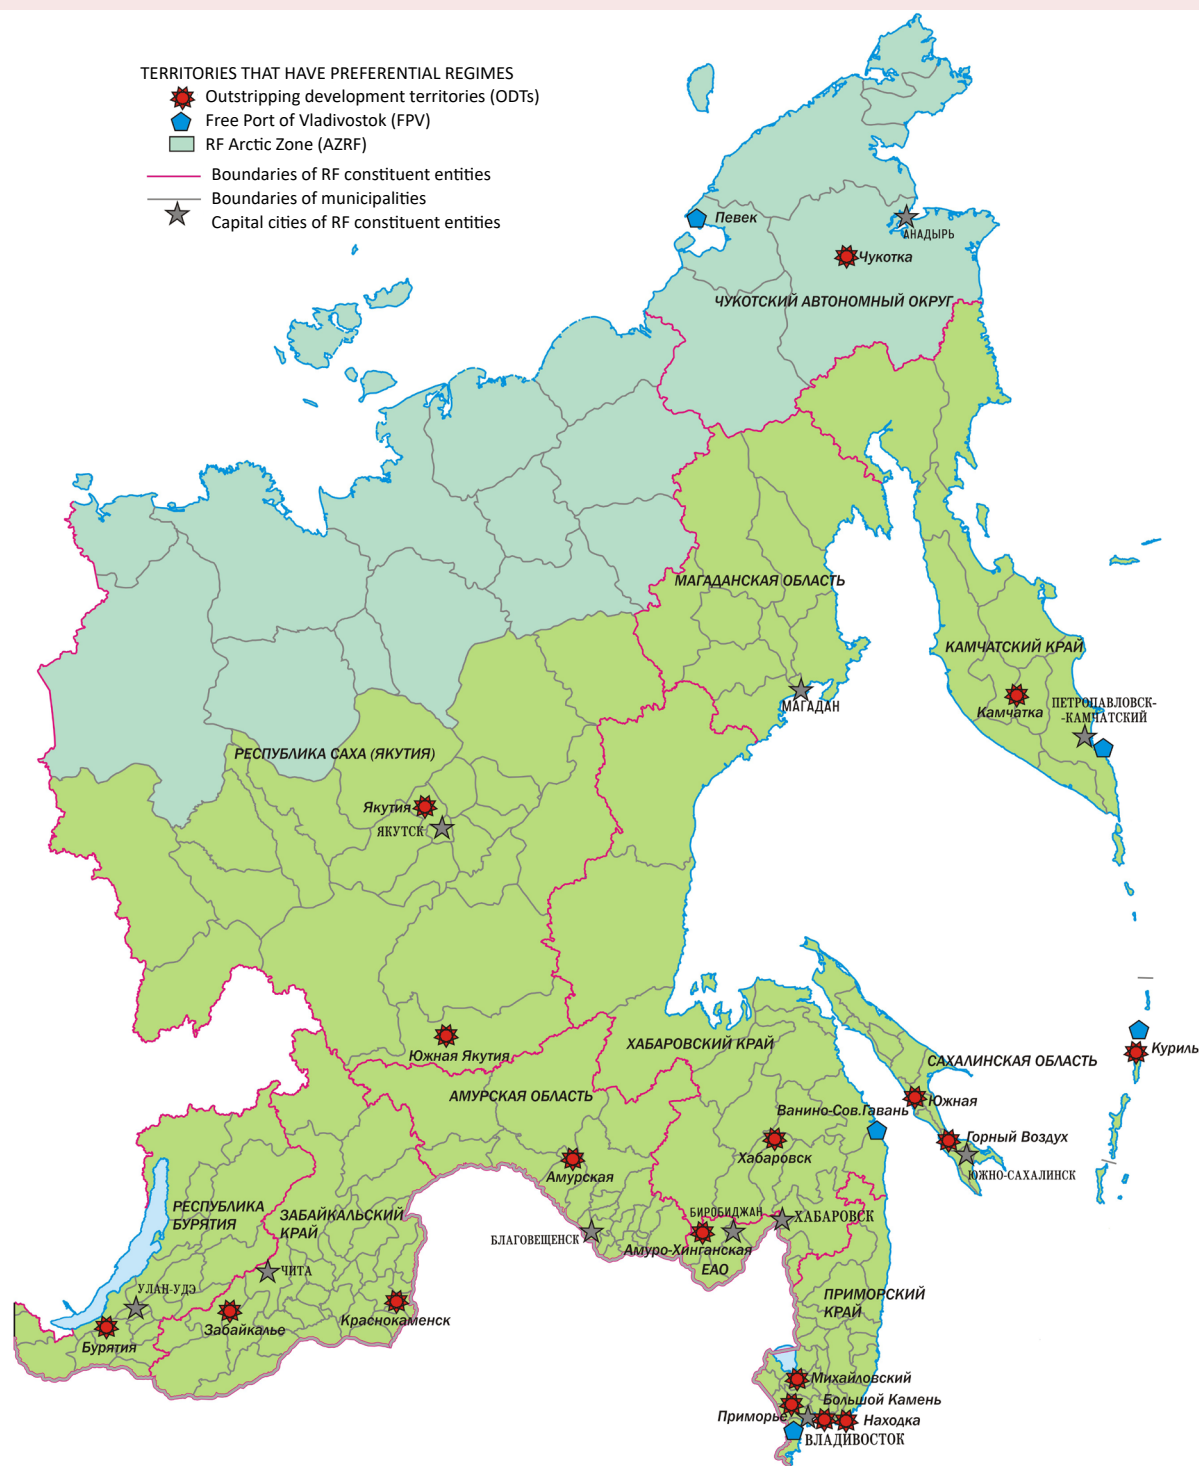 TERRITORIES THAT HAVE PREFERENTIAL REGIMES
Outstripping development territories (ODTs)
Free Port of Vladivostok (FPV)
RF Arctic Zone (AZRF)
Boundaries of RF constituent entities
Boundaries of municipalities
Capital cities of RF constituent entities
Певек
АНАДЫРЬ
Чукотка
ЧУКОТСКИЙ АВТОНОМНЫЙ ОКРУГ
МАГАДАНСКАЯ ОБЛАСТЬ
КАМЧАТСКИЙ КРАЙ
МАГАДАН
Камчатка
ПЕТРОПАВЛОВСК-
-КАМЧАТСКИЙ
РЕСПУБЛИКА САХА (ЯКУТИЯ)
Якутия
ЯКУТСК
Южная Якутия
ХАБАРОВСКИЙ КРАЙ
САХАЛИНСКАЯ ОБЛАСТЬ
Курилы
АМУРСКАЯ ОБЛАСТЬ
Южная
Ванино-Сов.Гавань
Горный Воздух
Хабаровск
ЮЖНО-САХАЛИНСК
Амурская
РЕСПУБЛИКА
БУРЯТИЯ
ЗАБАЙКАЛЬСКИЙ
КРАЙ
БИРОБИДЖАН
ХАБАРОВСК
БЛАГОВЕЩЕНСК
Амуро-Хинганская
ЕАО
ЧИТА
УЛАН-УДЭ
ПРИМОРСКИЙ
КРАЙ
Краснокаменск
Забайкалье
Бурятия
Михайловский
Большой Камень
Приморье
Находка
ВЛАДИВОСТОК